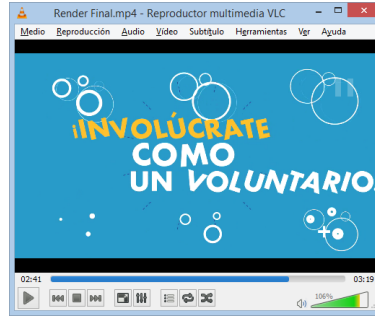 Render Final.mp4 - Reproductor multimedia VLC
Medio Reproducción Audio Vídeo Subtítulo Herramientas Ver Ayuda
¡INVOLÚCRATE
COMO
UN VOLUNTARIO
02:41 03:19
106%